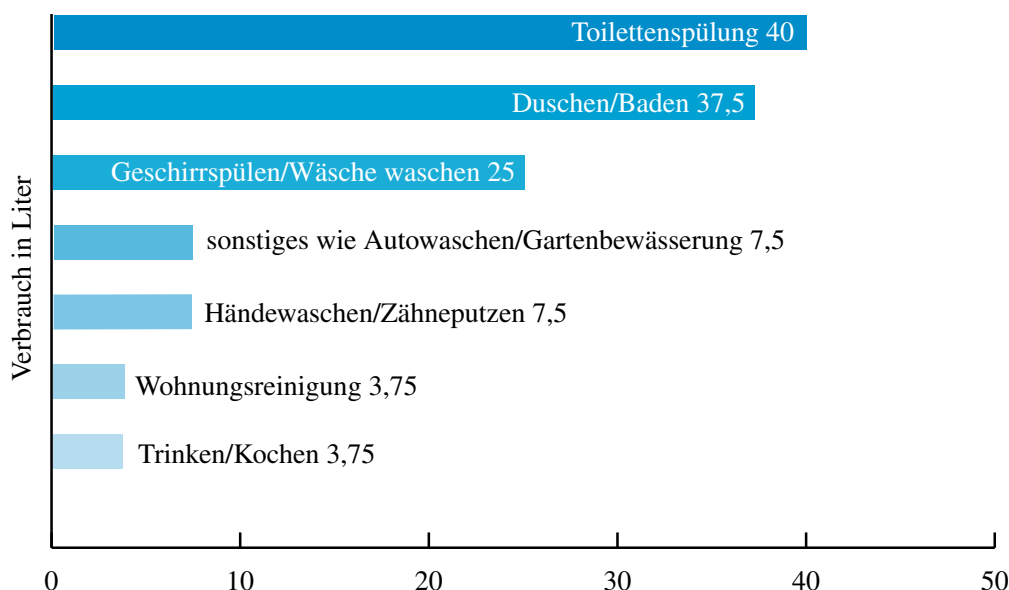 Toilettenspülung 40
Duschen/Baden 37,5
Geschirrspülen/Wäsche waschen 25
sonstiges wie Autowaschen/Gartenbewässerung 7,5
Händewaschen/Zähneputzen 7,5
Wohnungsreinigung 3,75
Trinken/Kochen 3,75
Verbrauch in Liter
0 10 20 30 40 50